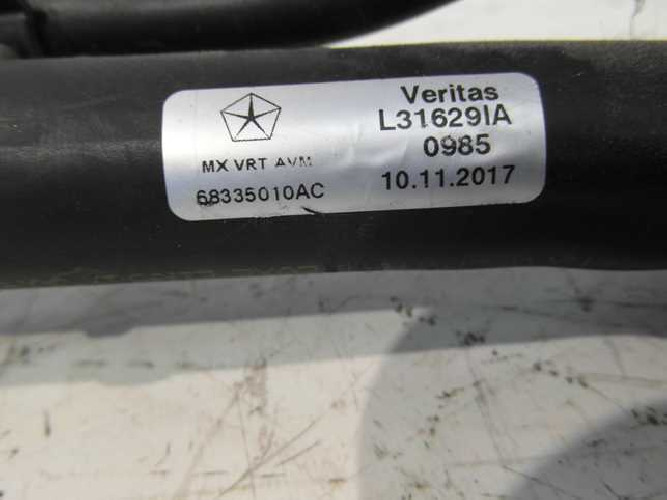 Veritas
L31629IA
0985
10.11.2017
MX VRT AVM
68335010AC